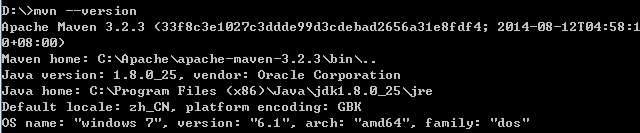 D:\>mvn --version
Apache Maven 3.2.3 (33f8c3e1027c3ddde99d3cdebad2656a31e8fdf4; 2014-08-12T04:58:1
0+08:00)
Maven home: C:\Apache\apache-maven-3.2.3\bin\..
Java version: 1.8.0_25, vendor: Oracle Corporation
Java home: C:\Program Files (x86)\Java\jdk1.8.0_25\jre
Default locale: zh_CN, platform encoding: GBK
OS name: "windows 7", version: "6.1", arch: "amd64", family: "dos"